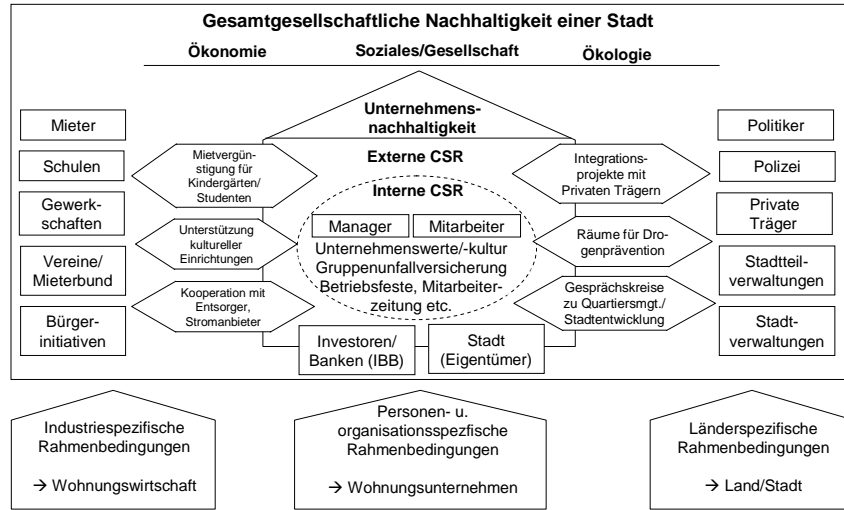 Gesamtgesellschaftliche Nachhaltigkeit einer Stadt
Ökonomie
Soziales/Gesellschaft
Ökologie
Mieter
Schulen
Gewerk-
schaften
Vereine/
Mieterbund
Bürger-
initiativen
Mietvergün-
stigung für
Kindergärten/
Studenten
Unterstützung
kultureller
Einrichtungen
Kooperation mit
Entsorger,
Stromanbieter
Unternehmens-
nachhaltigkeit
Externe CSR
Interne CSR
Manager
Mitarbeiter
Unternehmenswerte/-kultur
Gruppenunfallversicherung
Betriebsfeste, Mitarbeiter-
zeitung etc.
Investoren/
Banken (IBB)
Stadt
(Eigentümer)
Integrations-
projekte mit
Privaten Trägern
Räume für Dro-
genprävention
Gesprächskreise
zu Quartiersmgt./
Stadtentwicklung
Politiker
Polizei
Private
Träger
Stadtteil-
verwaltungen
Stadt-
verwaltungen
Industriespezifische
Rahmenbedingungen
→ Wohnungswirtschaft
Personen- u.
organisationsspezfische
Rahmenbedingungen
→ Wohnungsunternehmen
Länderspezifische
Rahmenbedingungen
→ Land/Stadt